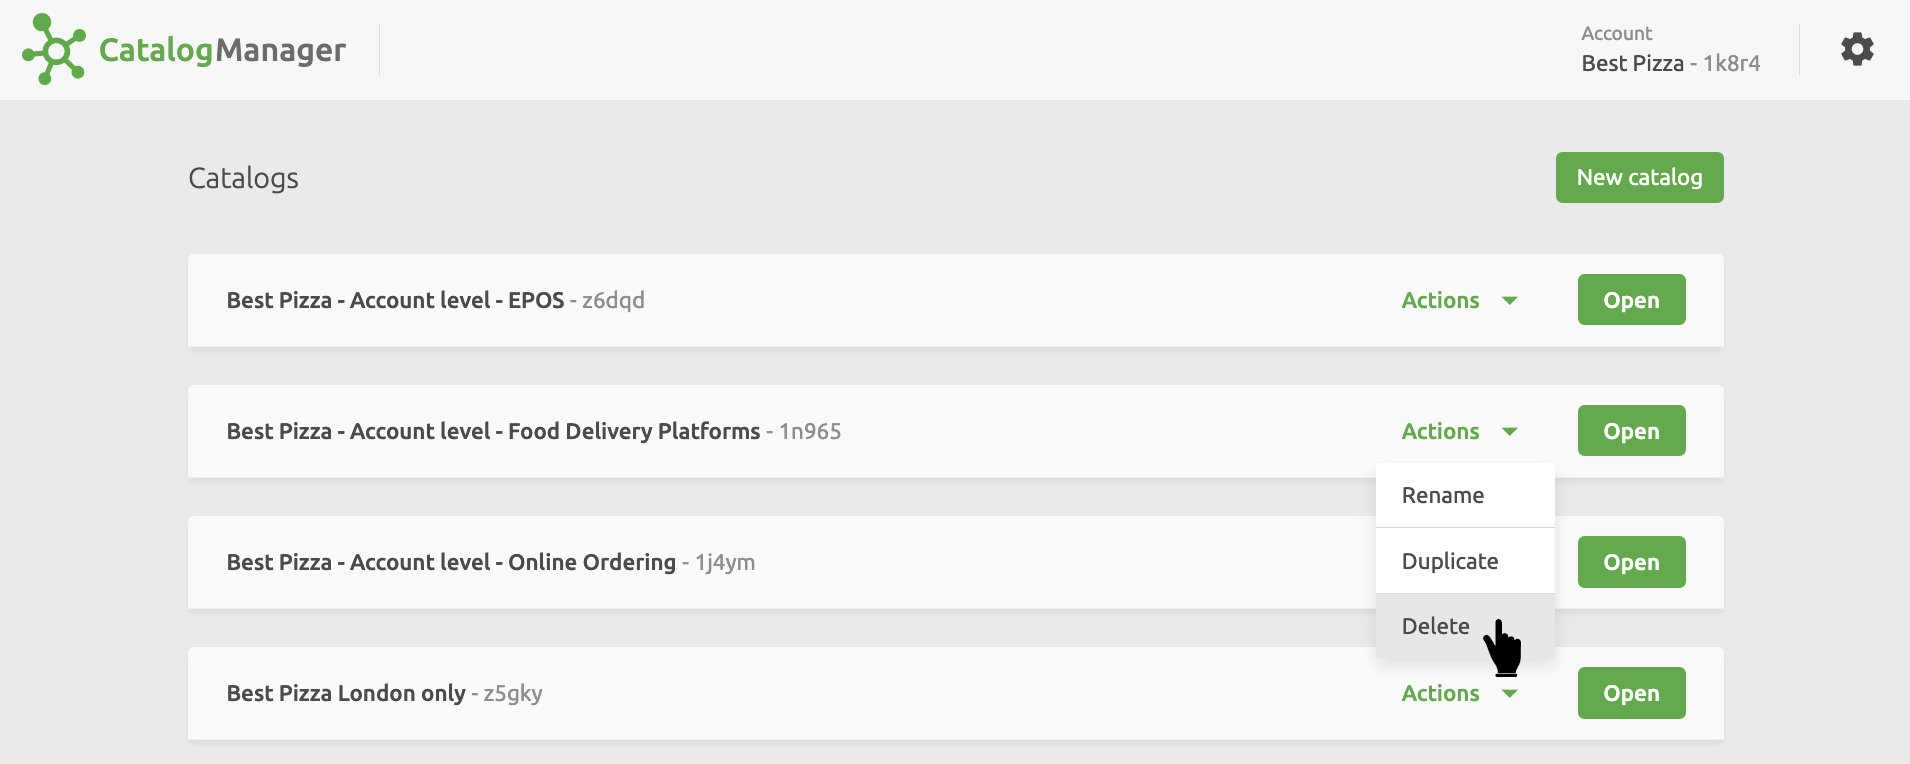 CatalogManager
Account
Best Pizza - 1k8r4
Catalogs
New catalog
Best Pizza - Account level - EPOS - z6dqd
Actions
Open
Best Pizza - Account level - Food Delivery Platforms - 1n965
Actions
Open
Rename
Duplicate
Delete
Best Pizza - Account level - Online Ordering - 1j4ym
Open
Best Pizza London only - z5gky
Actions
Open